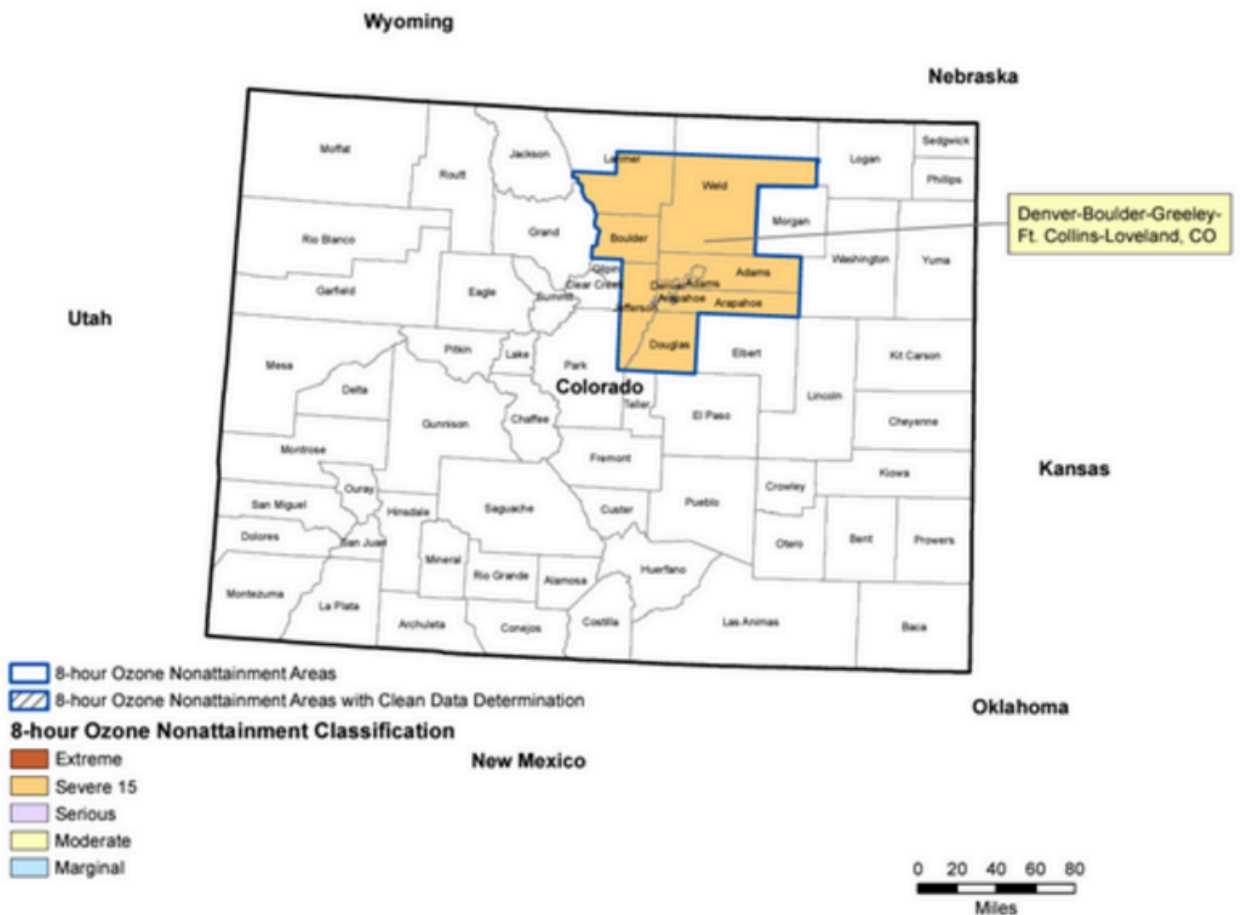 Wyoming
Nebraska
Sedgwick
Moffat
Jackson
Larimer
Logan
Routt
Weld
Phillips
Morgan
Denver-Boulder-Greeley-
Ft. Collins-Loveland, CO
Grand
Boulder
Rio Blanco
Washington
Yuma
Gilpin
Adams
Clear Creek
Denver
Adams
Garfield
Eagle
Summit
Arapahoe
Arapahoe
Jefferson
Utah
Douglas
Elbert
Pitkin
Lake
Kit Carson
Mesa
Park
Colorado
Delta
Lincoln
Teller
El Paso
Chaffee
Gunnison
Cheyenne
Montrose
Fremont
Kansas
Kiowa
Ouray
Crowley
San Miguel
Hinsdale
Saguache
Custer
Pueblo
Dolores
San Juan
Otero
Bent
Prowers
Mineral
Rio Grande
Alamosa
Huerfano
Montezuma
La Plata
Archuleta
Conejos
Costilla
Las Animas
Baca
8-hour Ozone Nonattainment Areas
8-hour Ozone Nonattainment Areas with Clean Data Determination
Oklahoma
8-hour Ozone Nonattainment Classification
New Mexico
Extreme
Severe 15
Serious
Moderate
Marginal
0 20 40 60 80
Miles